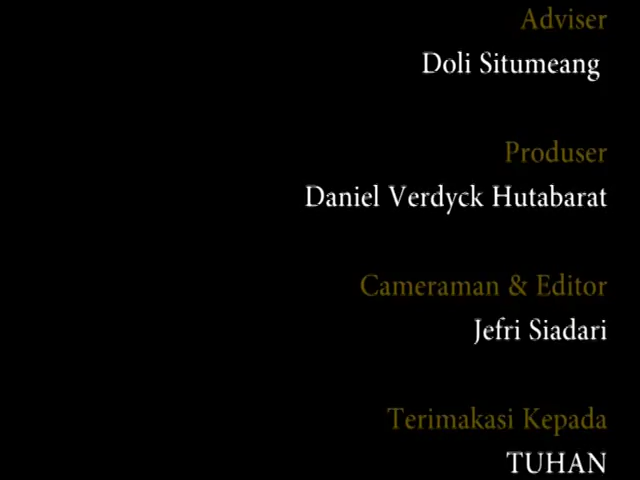 Adviser
Doli Situmeang
Produser
Daniel Verdyck Hutabarat
Cameraman & Editor
Jefri Siadari
Terimakasi Kepada
TUHAN